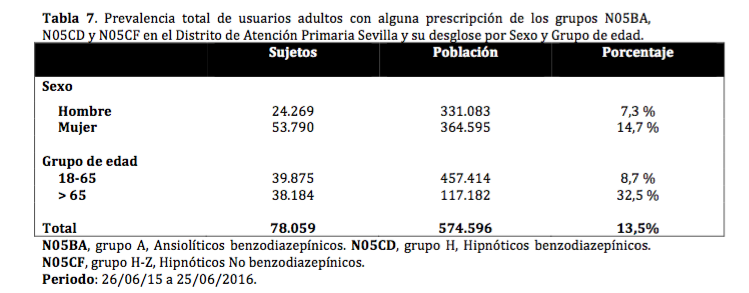 Tabla 7. Prevalencia total de usuarios adultos con alguna prescripción de los grupos N05BA,
N05CD y N05CF en el Distrito de Atención Primaria Sevilla y su desglose por Sexo y Grupo de edad.
Sujetos Población Porcentaje
Sexo
Hombre 24.269 331.083 7,3 %
Mujer 53.790 364.595 14,7 %
Grupo de edad
18-65 39.875 457.414 8,7 %
> 65 38.184 117.182 32,5 %
Total 78.059 574.596 13,5%
N05BA, grupo A, Ansiolíticos benzodiazepínicos. N05CD, grupo H, Hipnóticos benzodiazepínicos.
N05CF, grupo H-Z, Hipnóticos No benzodiazepínicos.
Periodo: 26/06/15 a 25/06/2016.